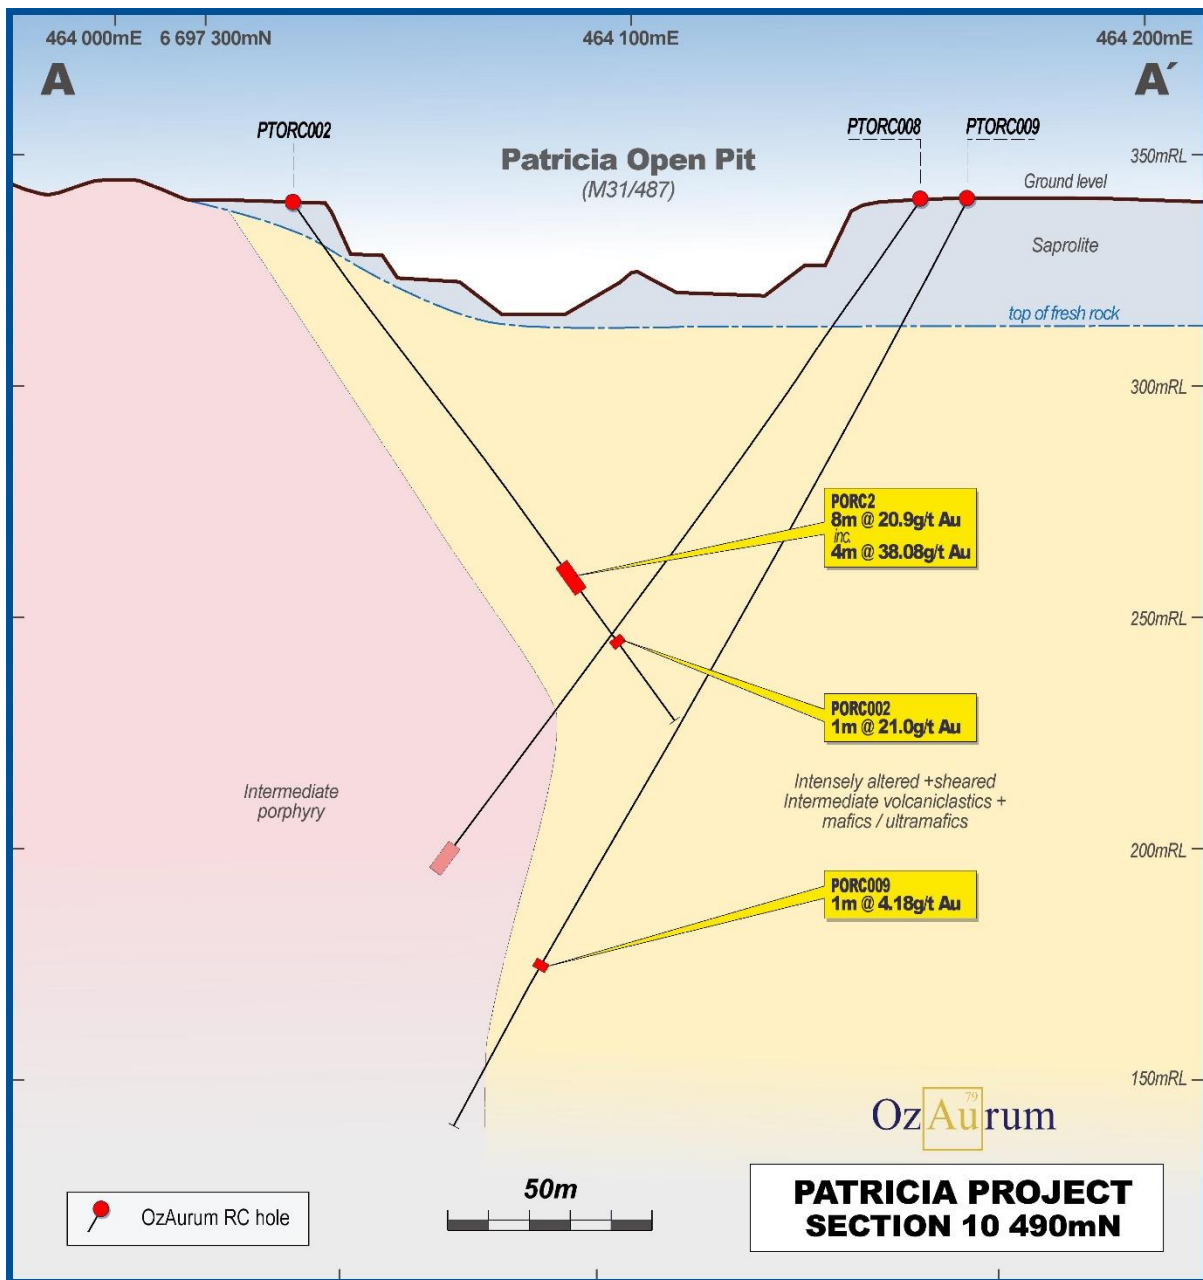 464 000mE 6 697 300mN 464 100mE 464 200mE
A A´
PTORC002 PTORC008 PTORC009
Patricia Open Pit
(M31/487)
350mRL
Ground level
Saprolite
top of fresh rock
300mRL
PORC2
8m @ 20.9g/t Au
inc.
4m @ 38.08g/t Au
250mRL
PORC002
1m @ 21.0g/t Au
Intermediate
porphyry
Intensely altered +sheared
Intermediate volcaniclastics +
mafics / ultramafics
200mRL
PORC009
1m @ 4.18g/t Au
150mRL
79
OzAurum
50m
OzAurum RC hole
PATRICIA PROJECT
SECTION 10 490mN